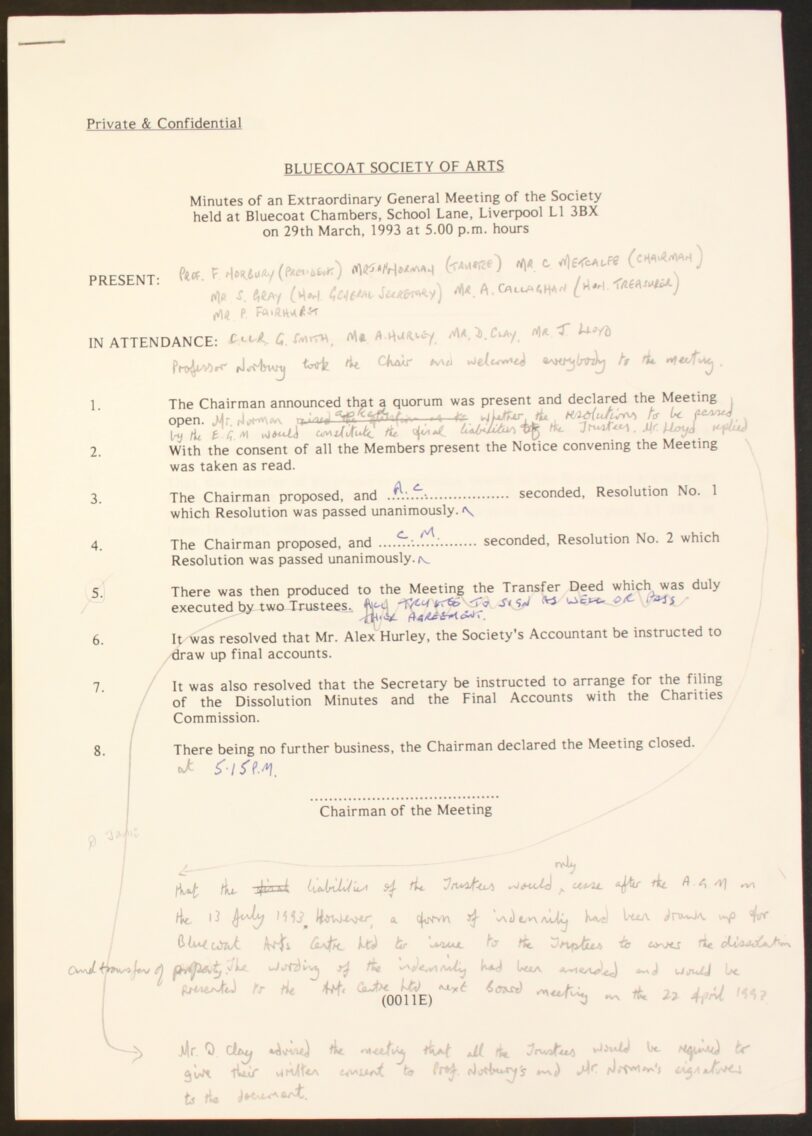 Private & Confidential
BLUECOAT SOCIETY OF ARTS
Minutes of an Extraordinary General Meeting of the Society
held at Bluecoat Chambers, School Lane, Liverpool L1 3BX
on 29th March, 1993 at 5.00 p.m. hours
PRESENT: PROF. F NORBURY (PRESIDENT) NORMAN (TRUSTEE) MR. C METCALFE (CHAIRMAN)
MR S. GRAY (HON. GENERAL SECRETARY) MR. A. CALLAGHAN (HON. TREASURER)
MR P. FAIRHURST
IN ATTENDANCE: CLLR. G. SMITH, MR A. HURLEY, MR. D. CLAY, MR. J LLOYD
Professor Norbury took the Chair and welcomed everybody to the meeting.
1. The Chairman announced that a quorum was present and declared the Meeting
open. Mr. Norman raised the question as to asked whether the resolutions to be passed
by the E.G.M would constitute the final liabilities of the Trustees. Mr. Lloyd replied
2. With the consent of all the Members present the Notice convening the Meeting
was taken as read.
3. The Chairman proposed, and A.C. seconded, Resolution No. 1
which Resolution was passed unanimously.
4. The Chairman proposed, and C.M. seconded, Resolution No. 2 which
Resolution was passed unanimously.
5. There was then produced to the Meeting the Transfer Deed which was duly
executed by two Trustees. ALL TRUSTEES TO SIGN AS WELL OR PASS
THEIR AGREEMENT.
6. It was resolved that Mr. Alex Hurley, the Society's Accountant be instructed to
draw up final accounts.
7. It was also resolved that the Secretary be instructed to arrange for the filing
of the Dissolution Minutes and the Final Accounts with the Charities
Commission.
8. There being no further business, the Chairman declared the Meeting closed.
at 5.15 P.M.
Chairman of the Meeting
that the final liabilities of the Trustees would only cease after the A.G.M on
the 13 July 1993. However, a form of indemnity had been drawn up for
Bluecoat Arts Centre Ltd to issue to the Trustees to cover the dissolution
and transfer of property. The wording of the indemnity had been amended and would be
presented to the Arts Centre Ltd next Board meeting on the 22 April 1993
(0011E)
Mr. D. Clay advised the meeting that all the Trustees would be required to
give their written consent to Prof. Norbury's and Mr. Norman's signatures
to the document.